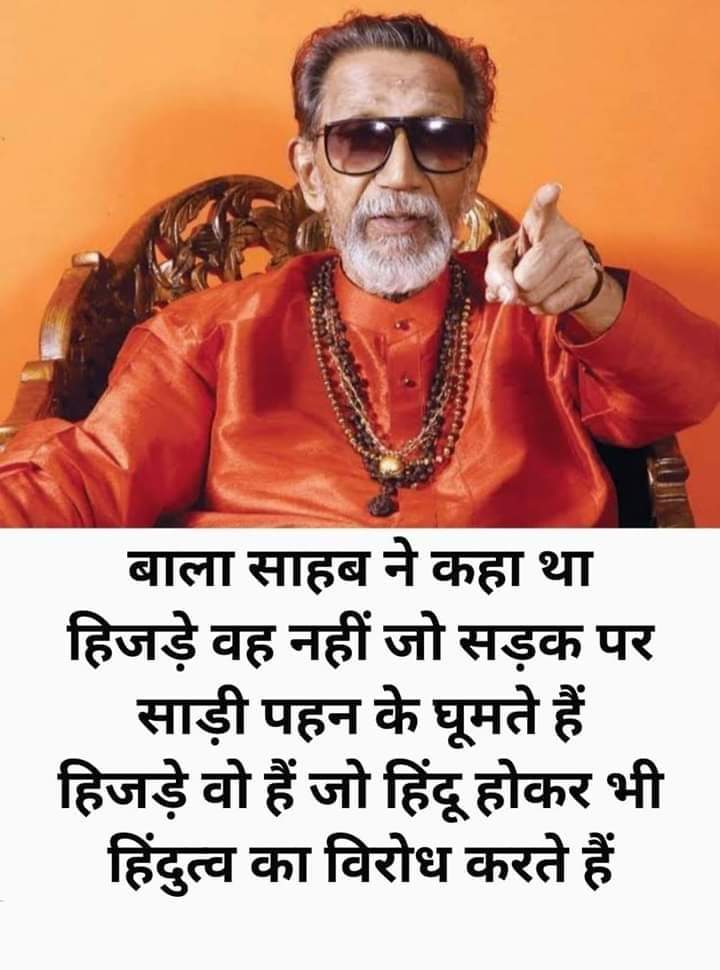 बाला साहब ने कहा था
हिजड़े वह नहीं जो सड़क पर
साड़ी पहन के घूमते हैं
हिजड़े वो हैं जो हिंदू होकर भी
हिंदुत्व का विरोध करते हैं